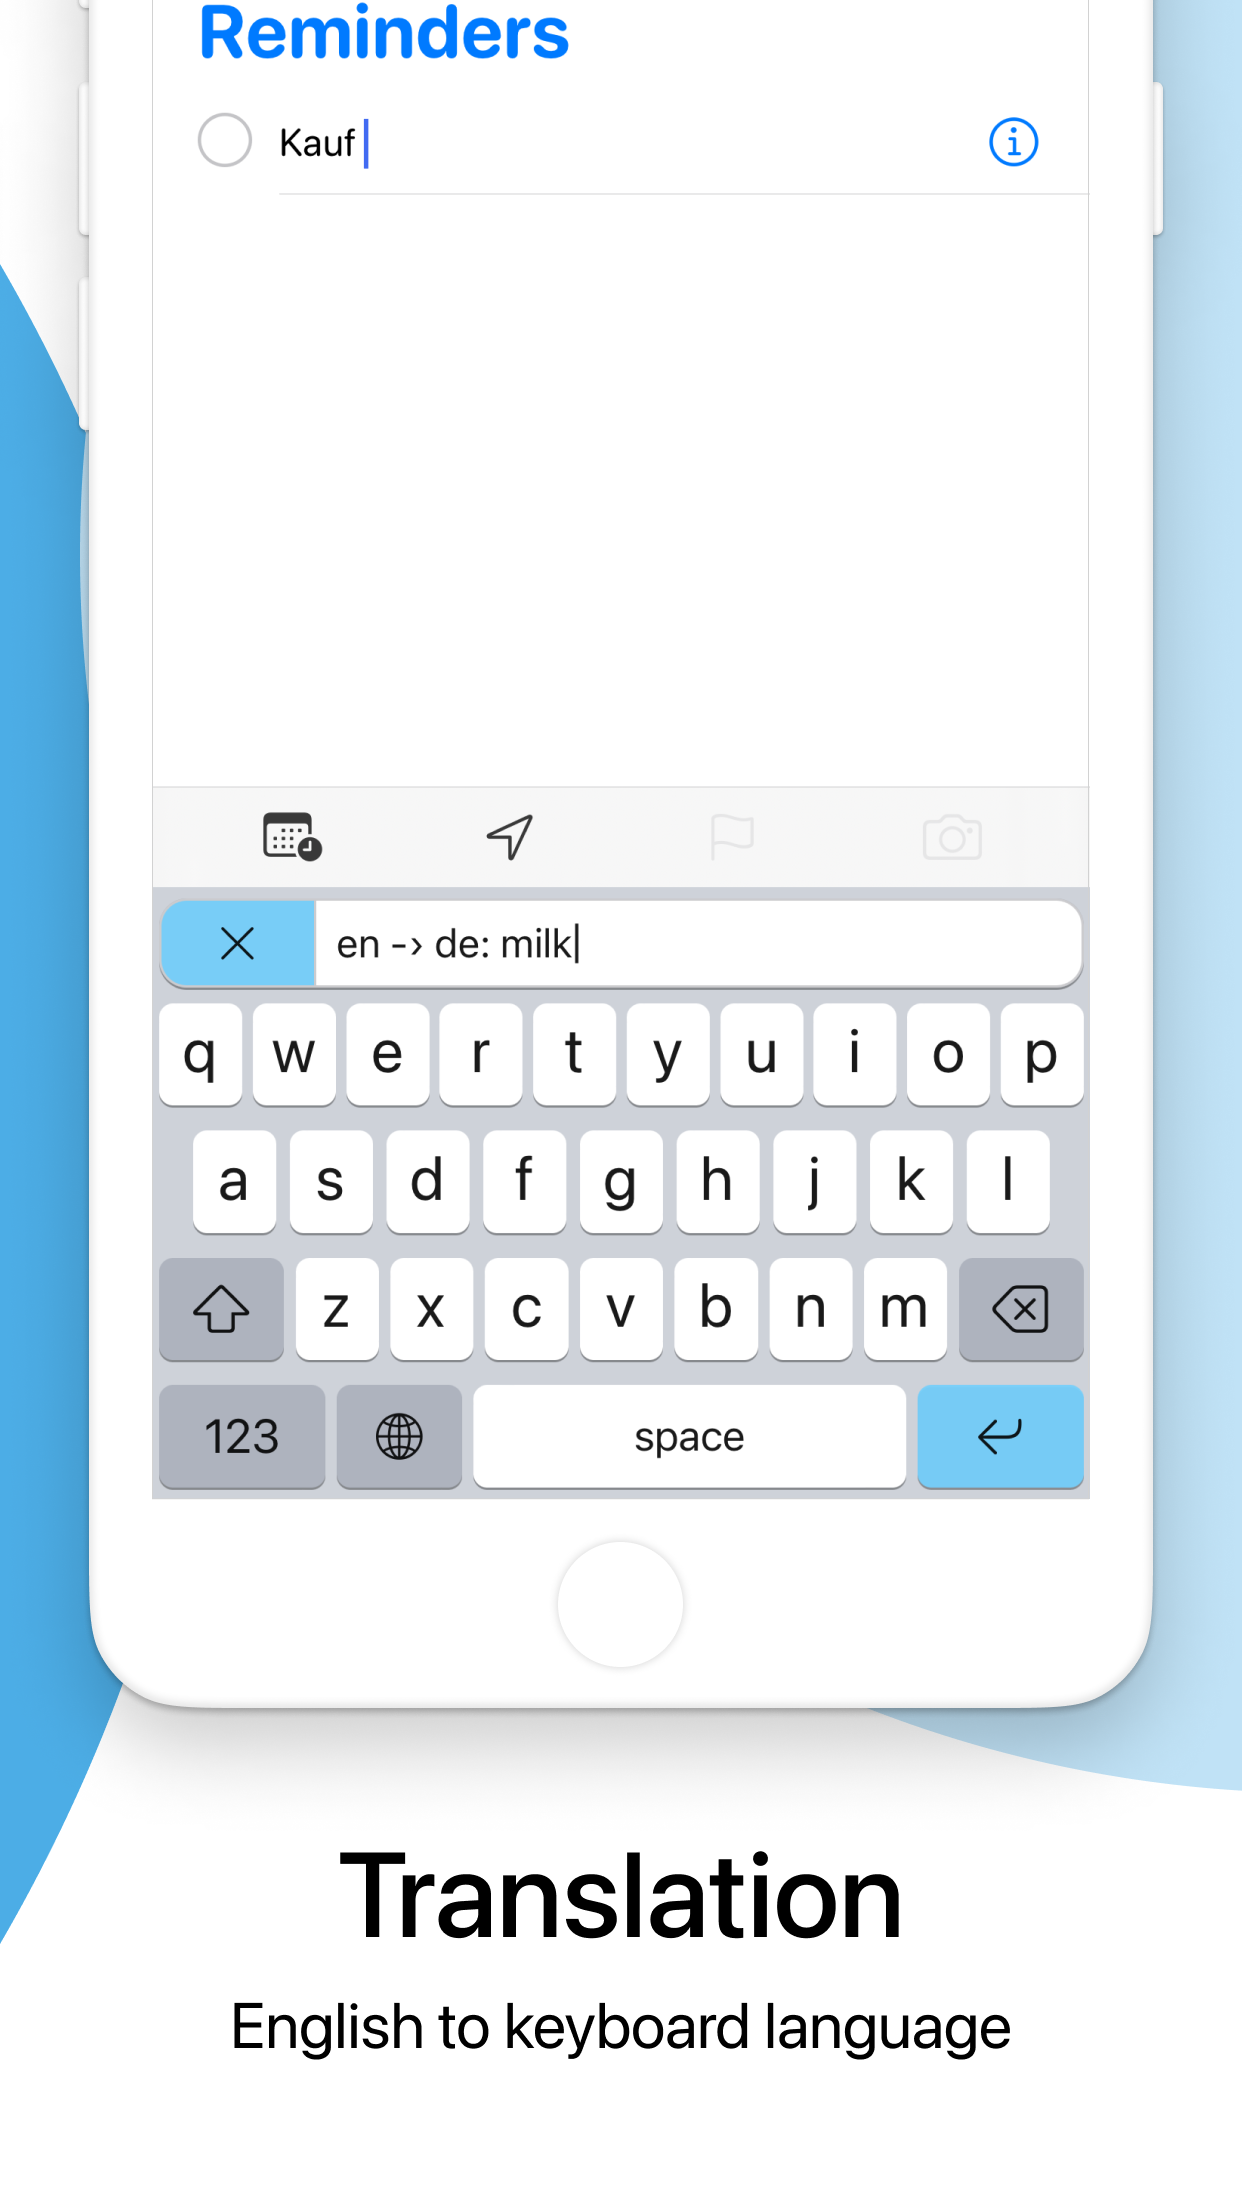 Reminders
Kauf
en -› de: milk
q w e r t y u i o p
a s d f g h j k l
z x c v b n m
123 space
Translation
English to keyboard language